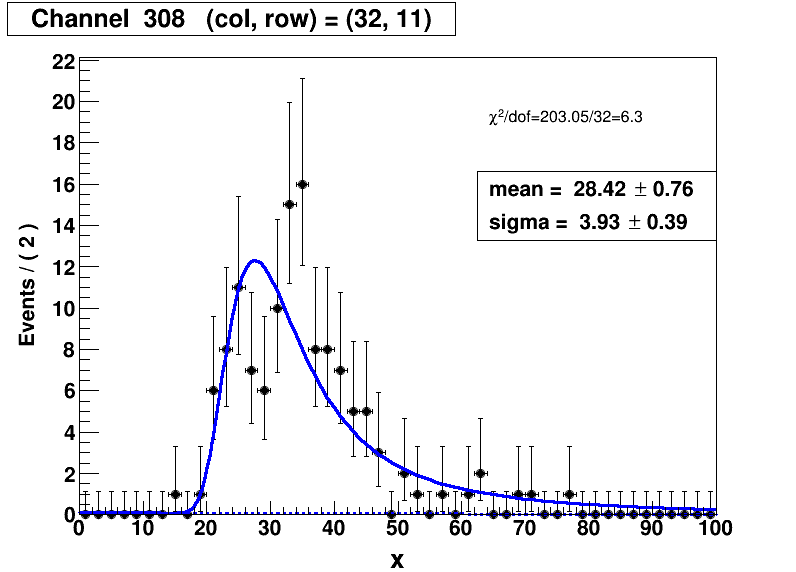 Channel 308 (col, row) = (32, 11)
22
20
18
16
14
12
10
8
6
4
2
0
Events / ( 2 )
χ²/dof=203.05/32=6.3
mean = 28.42 ± 0.76
sigma = 3.93 ± 0.39
0 10 20 30 40 50 60 70 80 90 100
x